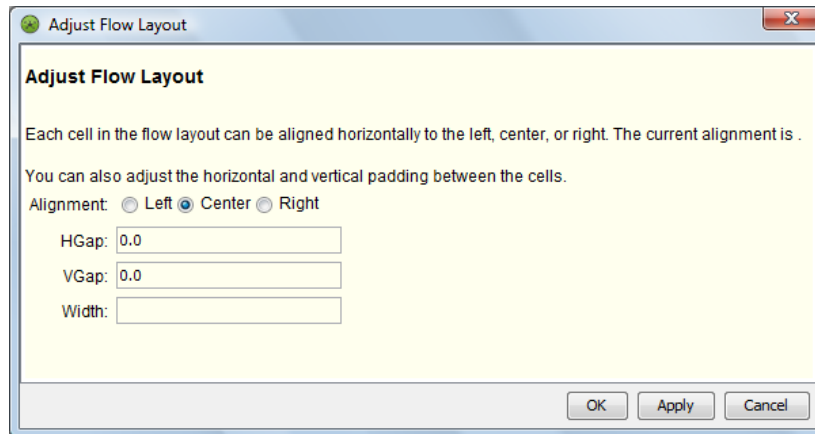 Adjust Flow Layout
X
Adjust Flow Layout
Each cell in the flow layout can be aligned horizontally to the left, center, or right. The current alignment is .
You can also adjust the horizontal and vertical padding between the cells.
Alignment: Left Center Right
HGap: 0.0
VGap: 0.0
Width:
OK Apply Cancel